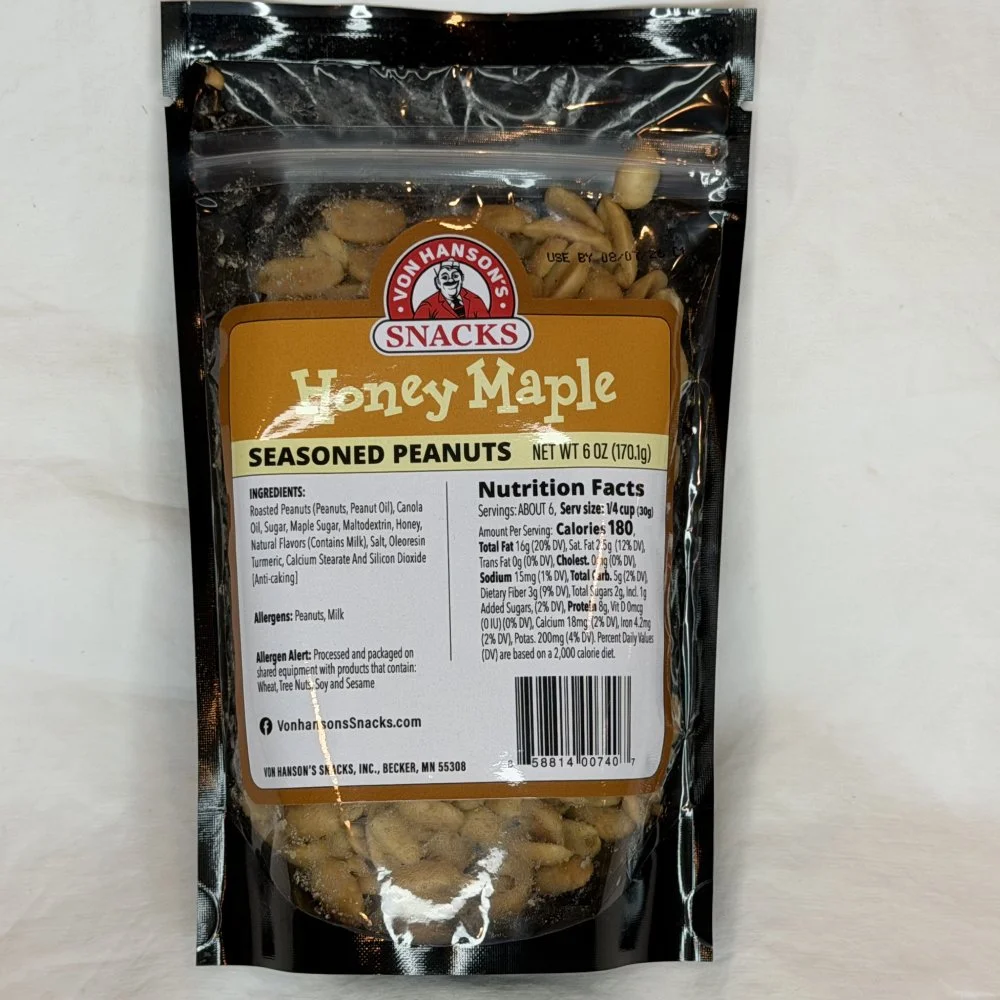 USE BY 08/07 26
VON HANSON'S
SNACKS
Honey Maple
SEASONED PEANUTS NET WT 6 OZ (170.1g)
INGREDIENTS:
Roasted Peanuts (Peanuts, Peanut Oil), Canola
Oil, Sugar, Maple Sugar, Maltodextrin, Honey,
Natural Flavors (Contains Milk), Salt, Oleoresin
Turmeric, Calcium Stearate And Silicon Dioxide
[Anti-caking]
Allergens: Peanuts, Milk
Allergen Alert: Processed and packaged on
shared equipment with products that contain:
Wheat, Tree Nuts, Soy and Sesame
VonhansonsSnacks.com
VON HANSON'S SNACKS, INC., BECKER, MN 55308
Nutrition Facts
Servings: ABOUT 6, Serv size: 1/4 cup (30g)
Amount Per Serving: Calories 180,
Total Fat 16g (20% DV), Sat. Fat 2.5g (12% DV),
Trans Fat 0g (0% DV), Cholest. 0mg (0% DV),
Sodium 15mg (1% DV), Total Carb. 5g (2% DV),
Dietary Fiber 3g (9% DV), Total Sugars 2g, Incl. 1g
Added Sugars, (2% DV), Protein 8g, Vit D 0mcg
(0 IU) (0% DV), Calcium 18mg (2% DV), Iron 4.2mg
(2% DV), Potas. 200mg (4% DV). Percent Daily Values
(DV) are based on a 2,000 calorie diet.
8 58814 00740 7